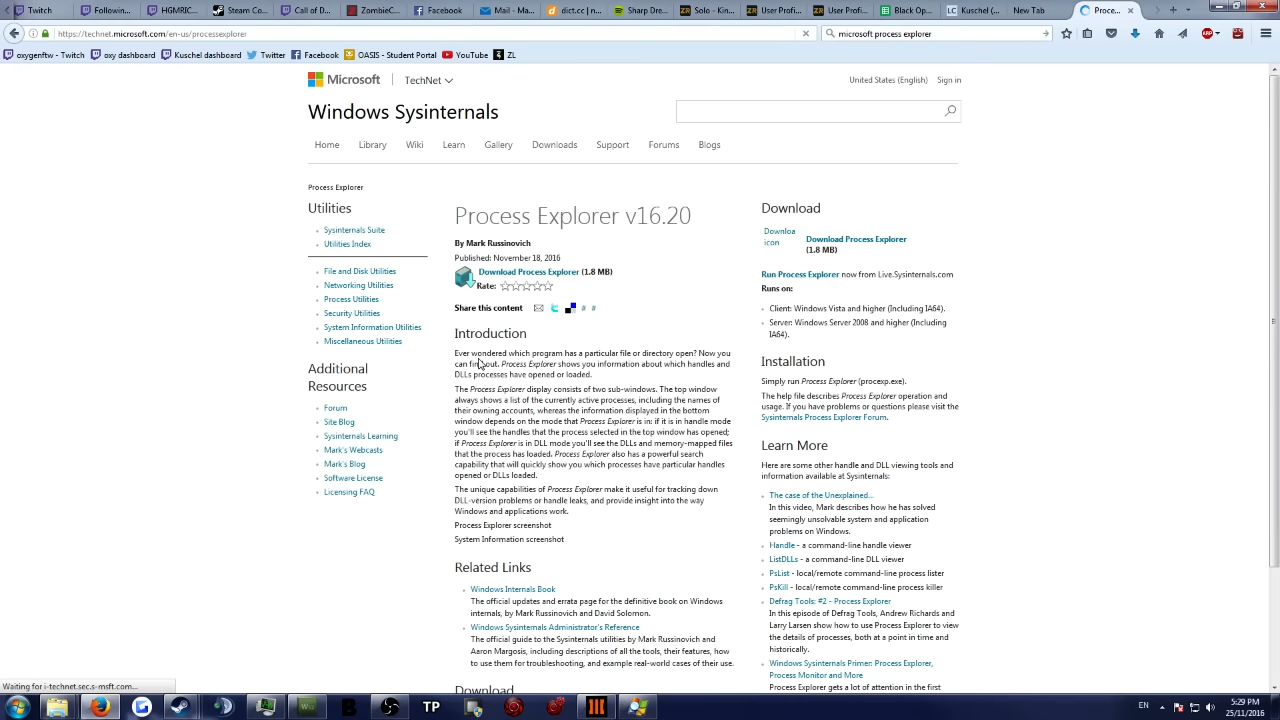 Twitch
Followin...
HGMRIC...
Steam Co...
Twitch
Mail - oxy...
dictic | ...
Sharp Dre...
Solo - Kin...
User Prof...
User Prof...
Black Op...
Kuschel (...
New Tab
Proc...
https://technet.microsoft.com/en-us/processexplorer
microsoft process explorer
oxygenftw - Twitch
oxy dashboard
Kuschel dashboard
Twitter
Facebook
OASIS - Student Portal
YouTube
ZL
Microsoft
TechNet
United States (English)
Sign in
Windows Sysinternals
Home Library Wiki Learn Gallery Downloads Support Forums Blogs
Process Explorer
Utilities
Sysinternals Suite
Utilities Index
File and Disk Utilities
Networking Utilities
Process Utilities
Security Utilities
System Information Utilities
Miscellaneous Utilities
Additional
Resources
Forum
Site Blog
Sysinternals Learning
Mark's Webcasts
Mark's Blog
Software License
Licensing FAQ
Process Explorer v16.20
By Mark Russinovich
Published: November 18, 2016
Download Process Explorer (1.8 MB)
Rate:
Share this content
# #
Introduction
Ever wondered which program has a particular file or directory open? Now you
can find out. Process Explorer shows you information about which handles and
DLLs processes have opened or loaded.
The Process Explorer display consists of two sub-windows. The top window
always shows a list of the currently active processes, including the names of
their owning accounts, whereas the information displayed in the bottom
window depends on the mode that Process Explorer is in: if it is in handle mode
you'll see the handles that the process selected in the top window has opened;
if Process Explorer is in DLL mode you'll see the DLLs and memory-mapped files
that the process has loaded. Process Explorer also has a powerful search
capability that will quickly show you which processes have particular handles
opened or DLLs loaded.
The unique capabilities of Process Explorer make it useful for tracking down
DLL-version problems or handle leaks, and provide insight into the way
Windows and applications work.
Process Explorer screenshot
System Information screenshot
Related Links
Windows Internals Book
The official updates and errata page for the definitive book on Windows
internals, by Mark Russinovich and David Solomon.
Windows Sysinternals Administrator's Reference
The official guide to the Sysinternals utilities by Mark Russinovich and
Aaron Margosis, including descriptions of all the tools, their features, how
to use them for troubleshooting, and example real-world cases of their use.
Download
Download
Downloa
icon
Download Process Explorer
(1.8 MB)
Run Process Explorer now from Live.Sysinternals.com
Runs on:
Client: Windows Vista and higher (Including IA64).
Server: Windows Server 2008 and higher (Including
IA64).
Installation
Simply run Process Explorer (procexp.exe).
The help file describes Process Explorer operation and
usage. If you have problems or questions please visit the
Sysinternals Process Explorer Forum.
Learn More
Here are some other handle and DLL viewing tools and
information available at Sysinternals:
The case of the Unexplained...
In this video, Mark describes how he has solved
seemingly unsolvable system and application
problems on Windows.
Handle - a command-line handle viewer
ListDLLs - a command-line DLL viewer
PsList - local/remote command-line process lister
PsKill - local/remote command-line process killer
Defrag Tools: #2 - Process Explorer
In this episode of Defrag Tools, Andrew Richards and
Larry Larsen show how to use Process Explorer to view
the details of processes, both at a point in time and
historically.
Windows Sysinternals Primer: Process Explorer,
Process Monitor and More
Process Explorer gets a lot of attention in the first
Waiting for i-technet.sec.s-msft.com...
TP
EN
5:29 PM
25/11/2016